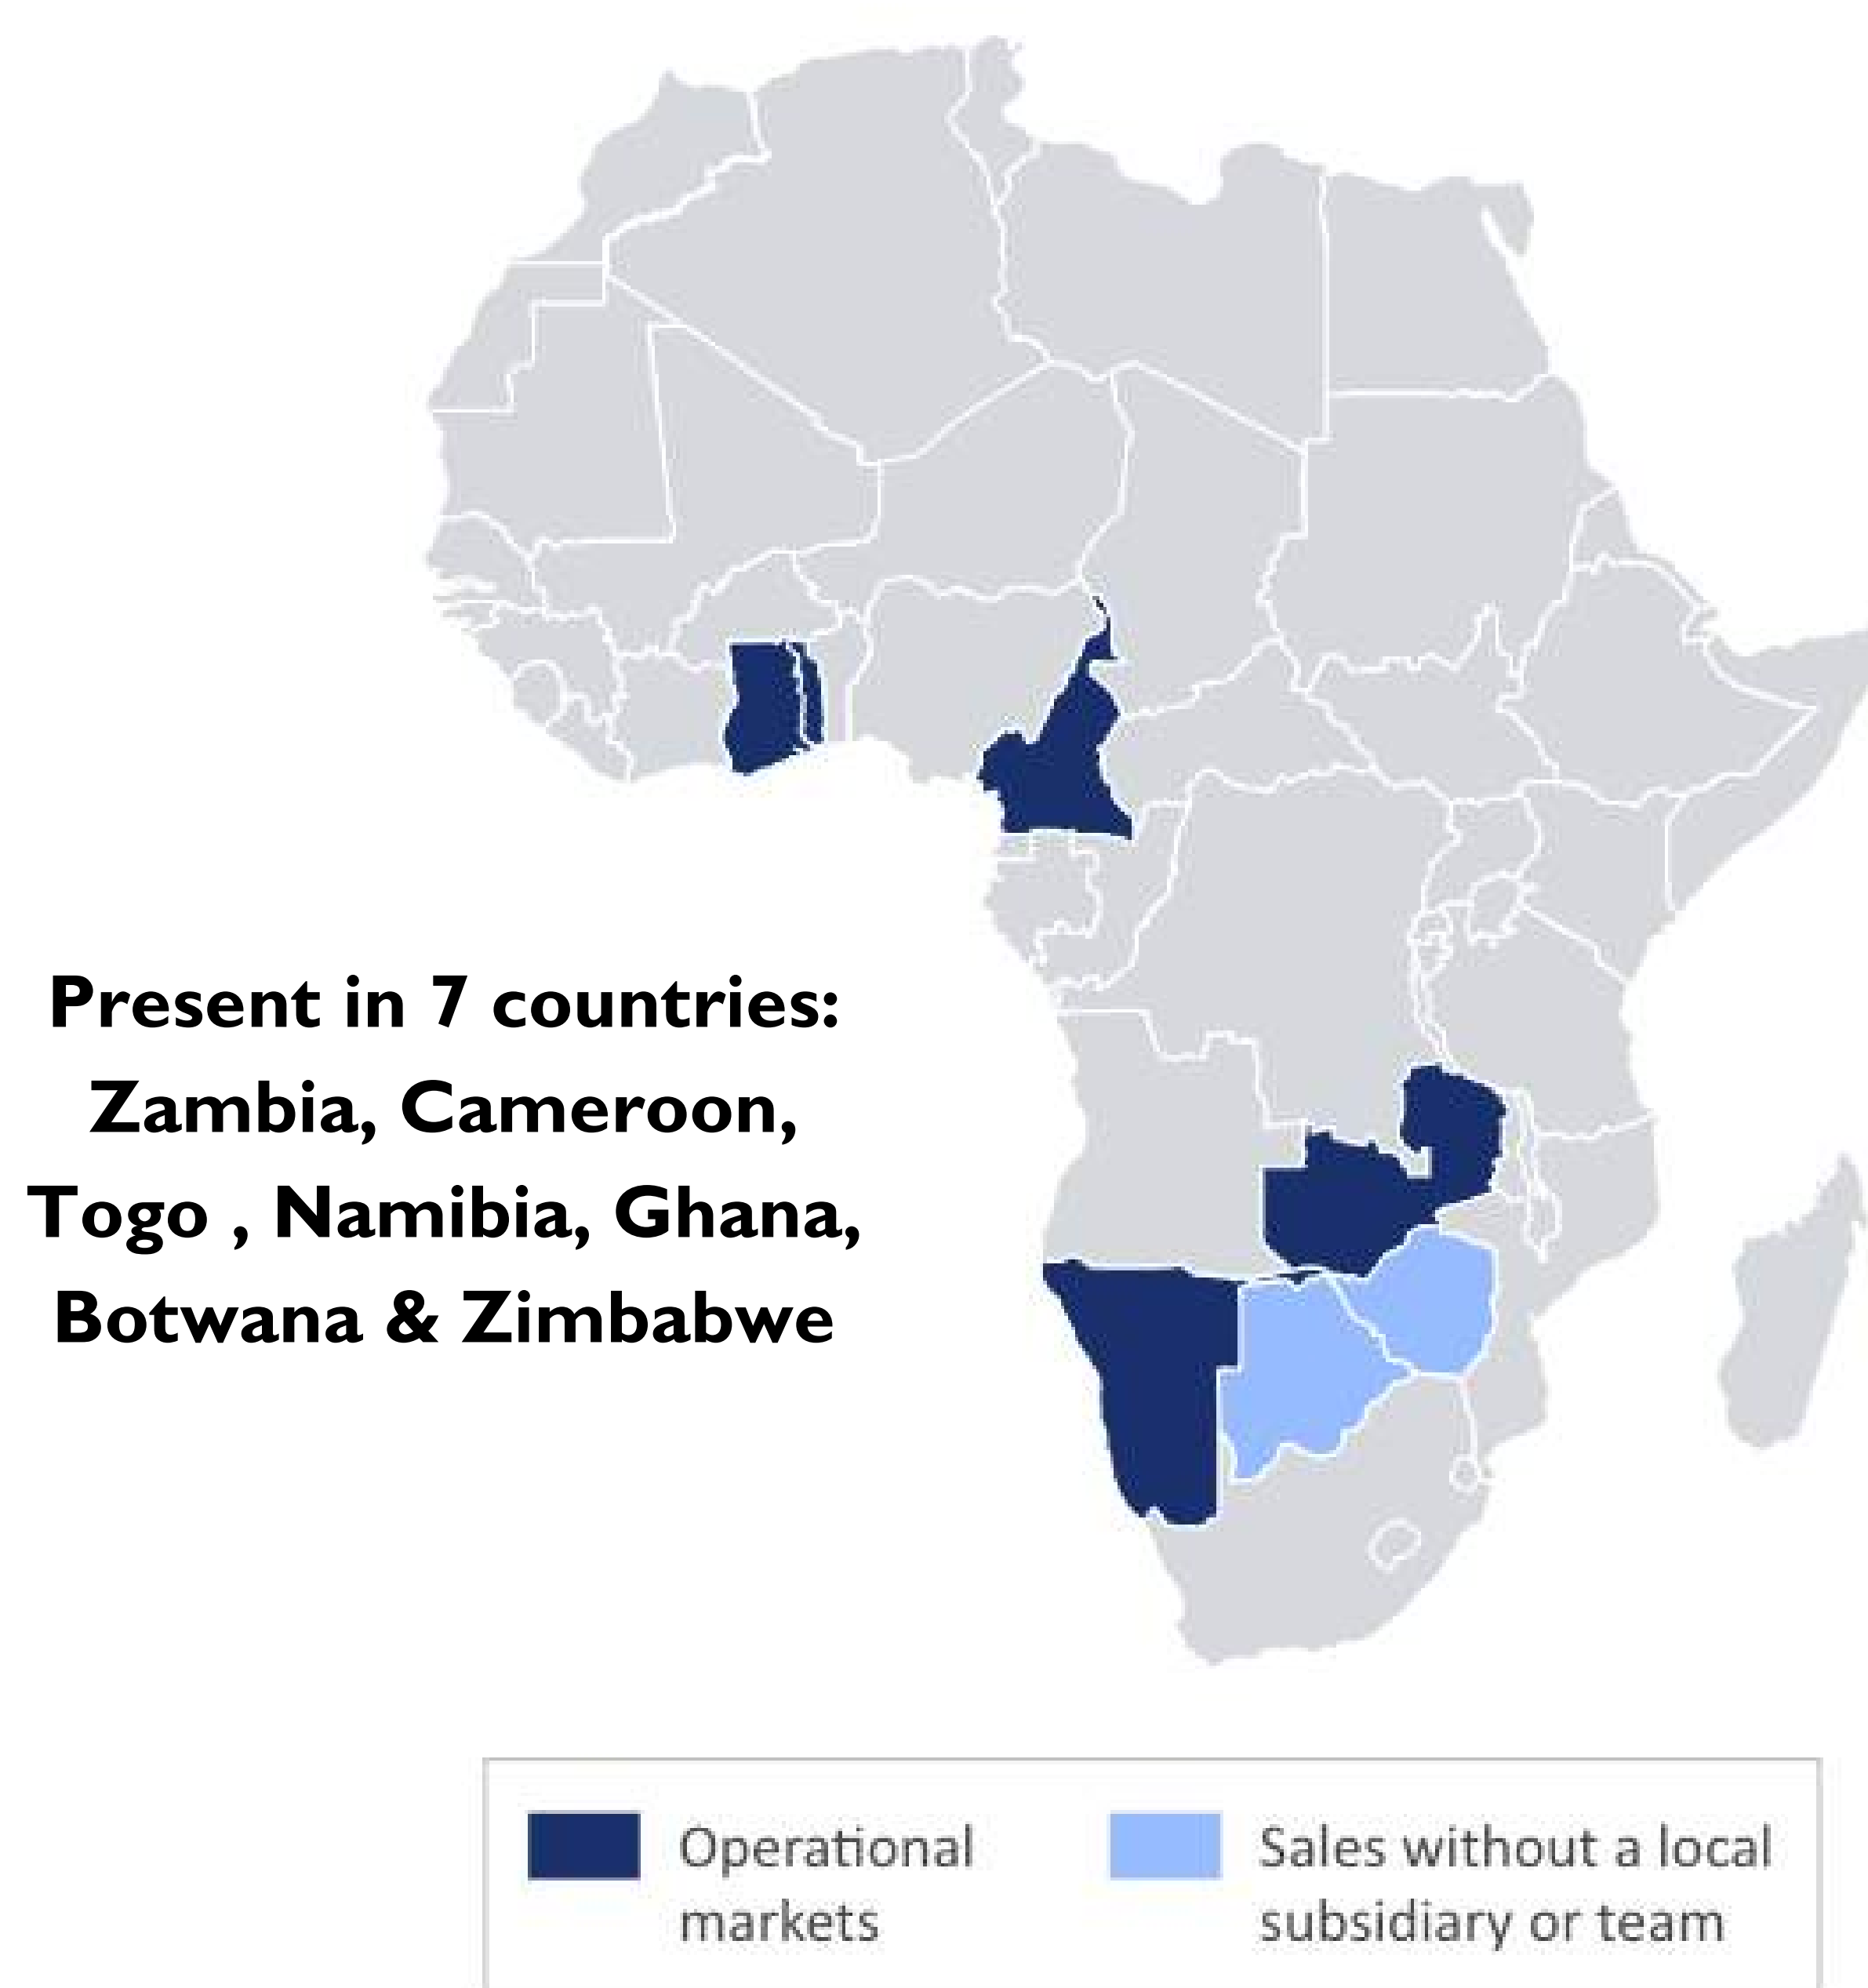 Present in 7 countries:
Zambia, Cameroon,
Togo , Namibia, Ghana,
Botwana & Zimbabwe
Operational
markets
Sales without a local
subsidiary or team